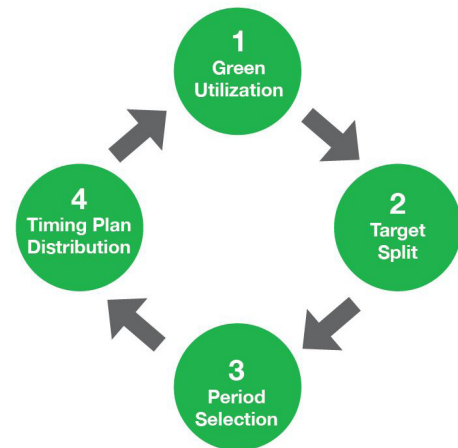 1
Green
Utilization
2
Target
Split
3
Period
Selection
4
Timing Plan
Distribution